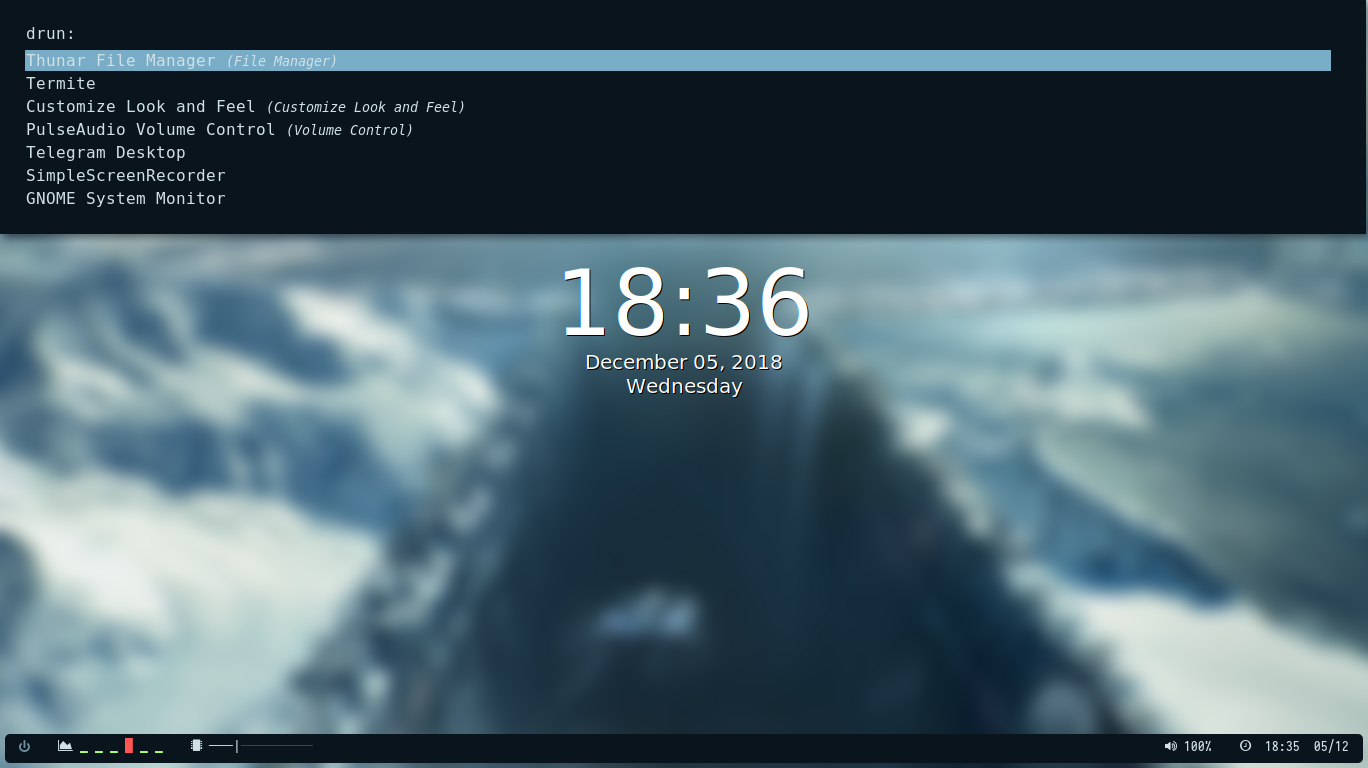 drun:
Thunar File Manager (File Manager)
Termite
Customize Look and Feel (Customize Look and Feel)
PulseAudio Volume Control (Volume Control)
Telegram Desktop
SimpleScreenRecorder
GNOME System Monitor
18:36
December 05, 2018
Wednesday
100% 18:35 05/12